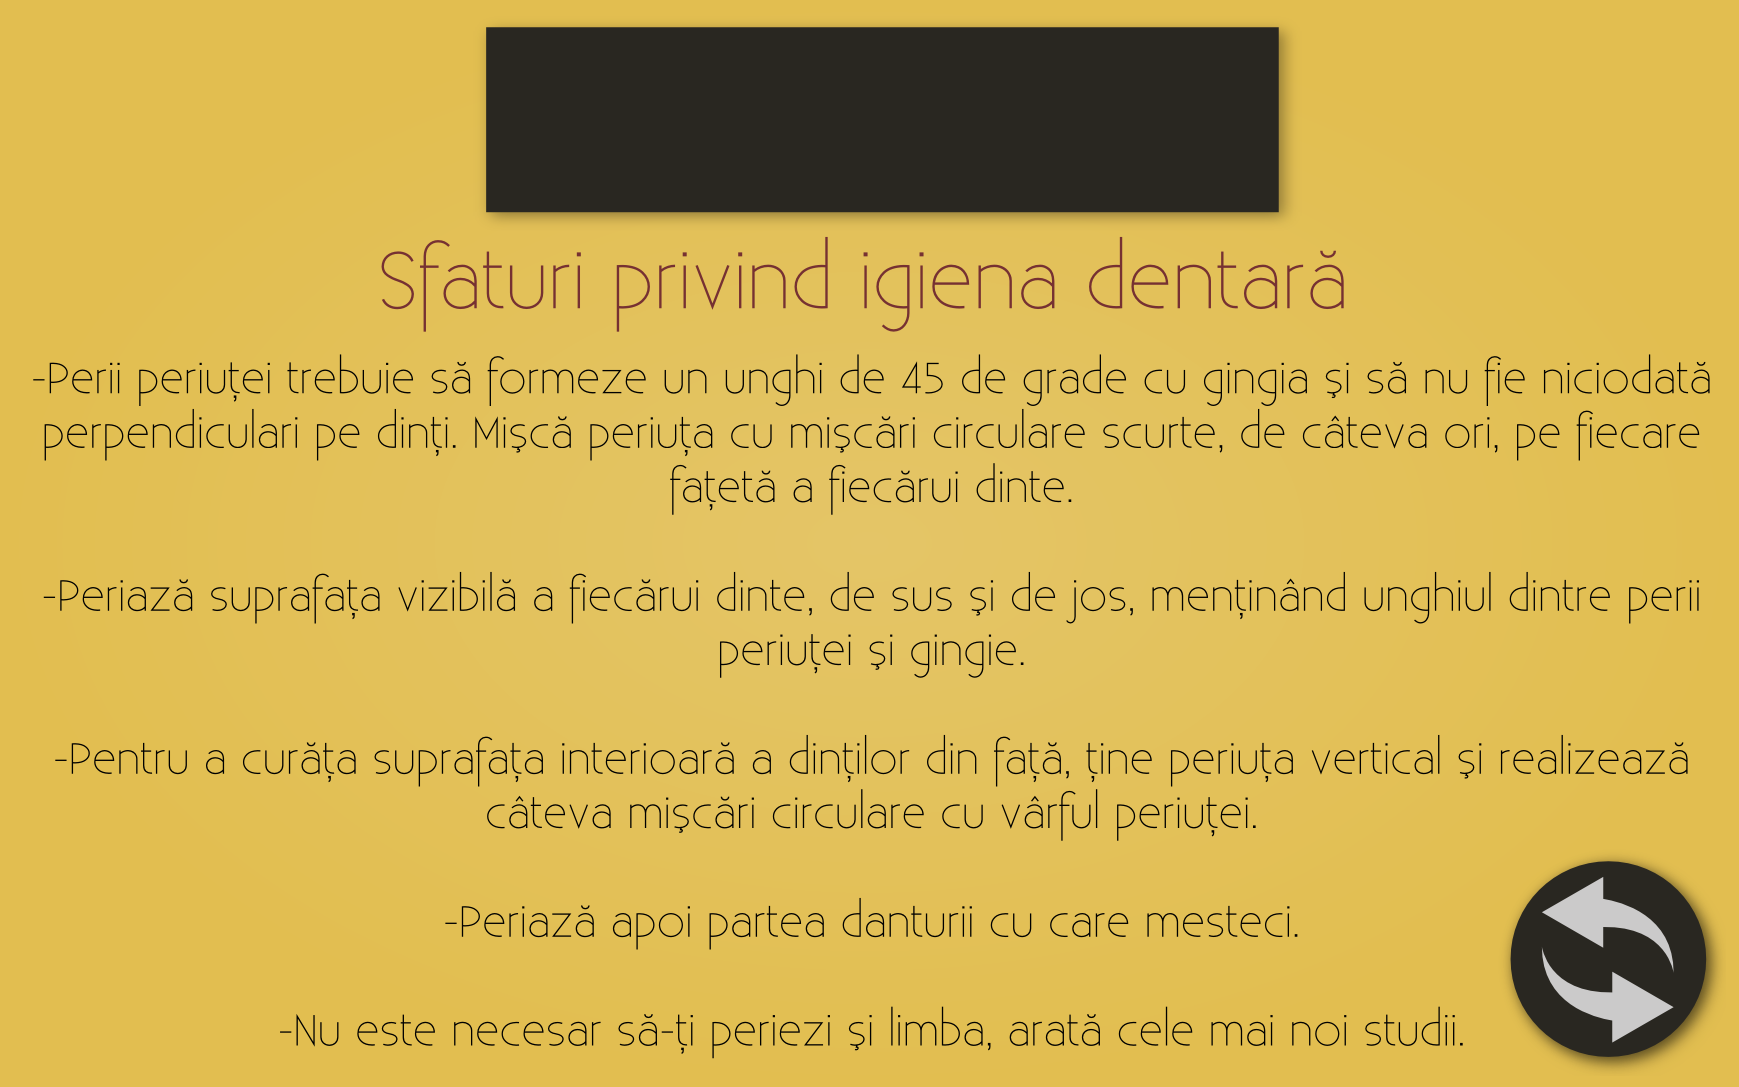 Sfaturi privind igiena dentară
-Perii periuței trebuie să formeze un unghi de 45 de grade cu gingia şi să nu fie niciodată
perpendiculari pe dinți. Mişcă periuța cu mişcări circulare scurte, de câteva ori, pe fiecare
fațetă a fiecărui dinte.
-Periază suprafața vizibilă a fiecărui dinte, de sus şi de jos, menținând unghiul dintre perii
periuței şi gingie.
-Pentru a curăța suprafața interioară a dinților din față, ține periuța vertical şi realizează
câteva mişcări circulare cu vârful periuței.
-Periază apoi partea danturii cu care mesteci.
-Nu este necesar să-ți periezi şi limba, arată cele mai noi studii.